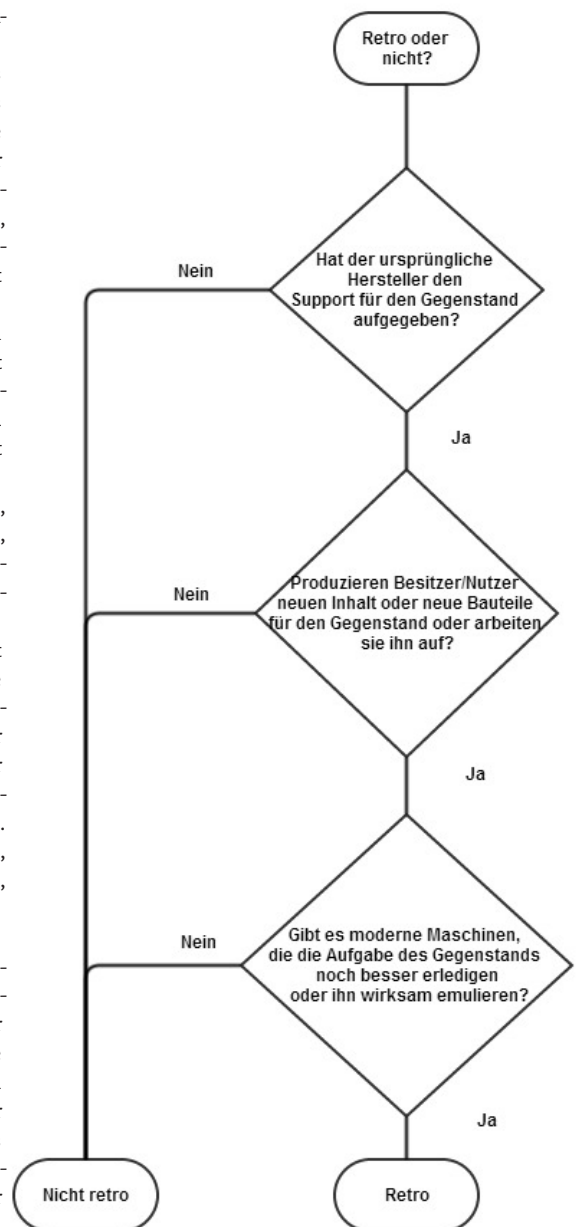 Retro oder
nicht?
Hat der ursprüngliche
Hersteller den
Support für den Gegenstand
aufgegeben?
Nein
Ja
Produzieren Besitzer/Nutzer
neuen Inhalt oder neue Bauteile
für den Gegenstand oder arbeiten
sie ihn auf?
Nein
Ja
Gibt es moderne Maschinen,
die die Aufgabe des Gegenstands
noch besser erledigen
oder ihn wirksam emulieren?
Nein
Ja
Nicht retro
Retro